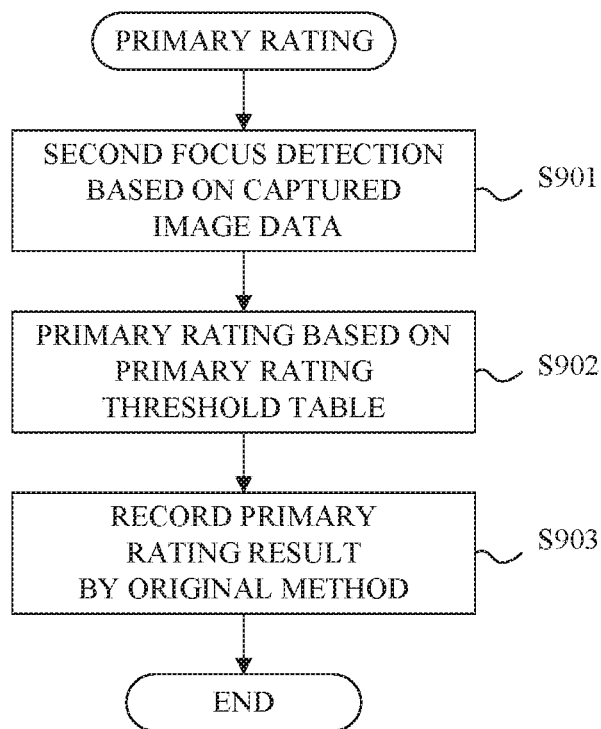 PRIMARY RATING
SECOND FOCUS DETECTION
BASED ON CAPTURED
IMAGE DATA
S901
PRIMARY RATING BASED ON
PRIMARY RATING
THRESHOLD TABLE
S902
RECORD PRIMARY
RATING RESULT
BY ORIGINAL METHOD
S903
END